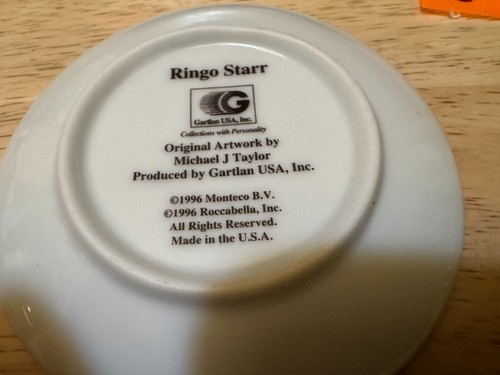 Ringo Starr
G
Gartlan USA, Inc.
Collections with Personality
Original Artwork by
Michael J Taylor
Produced by Gartlan USA, Inc.
©1996 Monteco B.V.
©1996 Roccabella, Inc.
All Rights Reserved.
Made in the U.S.A.